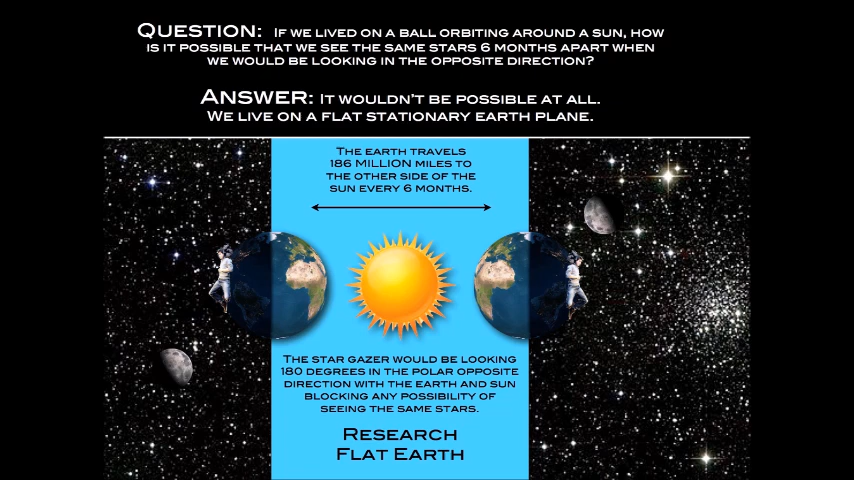 QUESTION: IF WE LIVED ON A BALL ORBITING AROUND A SUN, HOW
IS IT POSSIBLE THAT WE SEE THE SAME STARS 6 MONTHS APART WHEN
WE WOULD BE LOOKING IN THE OPPOSITE DIRECTION?
ANSWER: IT WOULDN'T BE POSSIBLE AT ALL.
WE LIVE ON A FLAT STATIONARY EARTH PLANE.
THE EARTH TRAVELS
186 MILLION MILES TO
THE OTHER SIDE OF THE
SUN EVERY 6 MONTHS.
THE STAR GAZER WOULD BE LOOKING
180 DEGREES IN THE POLAR OPPOSITE
DIRECTION WITH THE EARTH AND SUN
BLOCKING ANY POSSIBILITY OF
SEEING THE SAME STARS.
RESEARCH
FLAT EARTH